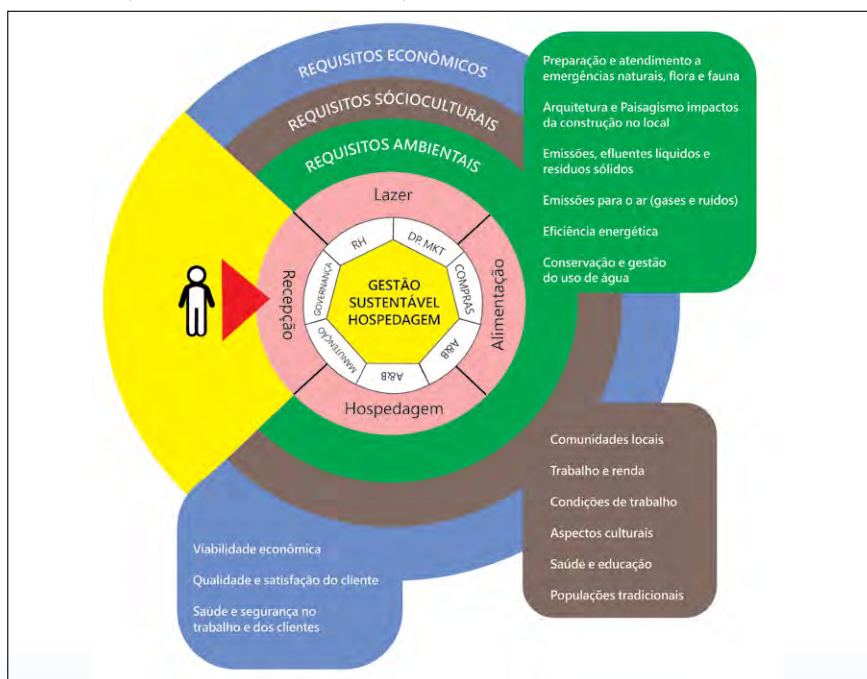 REQUISITOS ECONÔMICOS
REQUISITOS SÓCIOCULTURAIS
REQUISITOS AMBIENTAIS
Preparação e atendimento a
emergências naturais, flora e fauna
Arquitetura e Paisagismo impactos
da construção no local
Emissões, efluentes líquidos e
resíduos sólidos
Emissões para o ar (gases e ruídos)
Eficiência energética
Conservação e gestão
do uso de água
Lazer
Recepção
Alimentação
Hospedagem
RH
DP. MKT
GOVERNANÇA
COMPRAS
MANUTENÇÃO
A&B
A&B
GESTÃO
SUSTENTÁVEL
HOSPEDAGEM
Comunidades locais
Trabalho e renda
Condições de trabalho
Aspectos culturais
Saúde e educação
Populações tradicionais
Viabilidade econômica
Qualidade e satisfação do cliente
Saúde e segurança no
trabalho e dos clientes